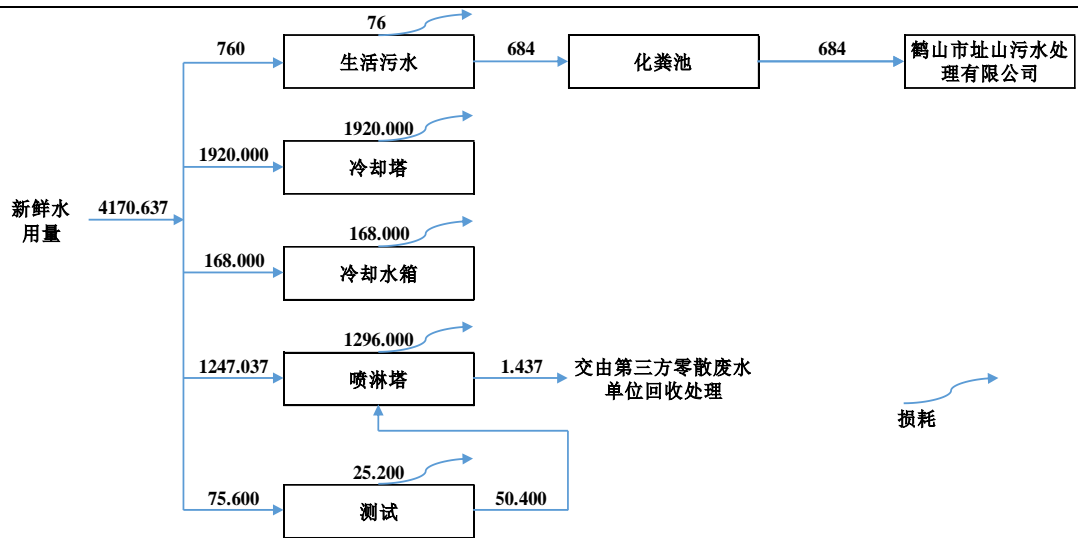 76
760
生活污水
684
化粪池
684
鹤山市址山污水处
理有限公司
1920.000
1920.000
冷却塔
新鲜水
用量
4170.637
168.000
168.000
冷却水箱
1296.000
1247.037
喷淋塔
1.437
交由第三方零散废水
单位回收处理
损耗
25.200
75.600
测试
50.400